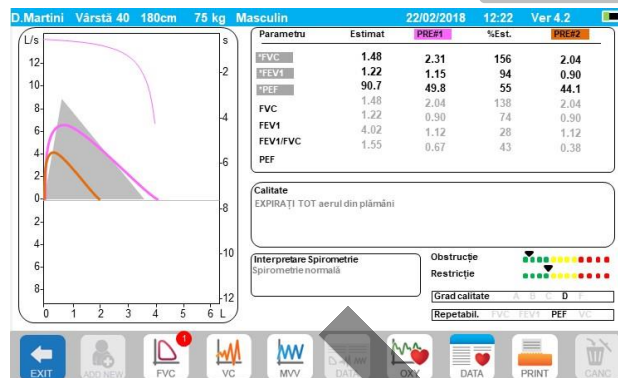 D.Martini Vârstă 40 180cm 75 kg Masculin 22/02/2018 12:22 Ver 4.2
L/s s
12-
10-
8-
6-
4-
2-
0-
2-
4-
6-
8-
-2
-4
-6
-8
-10
-12
0 1 2 3 4 5 6 L
Parametru Estimat PRE#1 %Est. PRE#2
*FVC 1.48 2.31 156 2.04
*FEV1 1.22 1.15 94 0.90
*PEF 90.7 49.8 55 44.1
FVC 1.48 2.04 138 2.04
FEV1 1.22 0.90 74 0.90
FEV1/FVC 4.02 1.12 28 1.12
PEF 1.55 0.67 43 0.38
Calitate
EXPIRAȚI TOT aerul din plămâni
Interpretare Spirometrie
Spirometrie normală
Obstrucție
Restricție
Grad calitate A B C D F
Repetabil. FVC FEV1 PEF VC
EXIT
ADD NEW
1
FVC
VC
MVV
DATA
OXY
DATA
PRINT
CANC